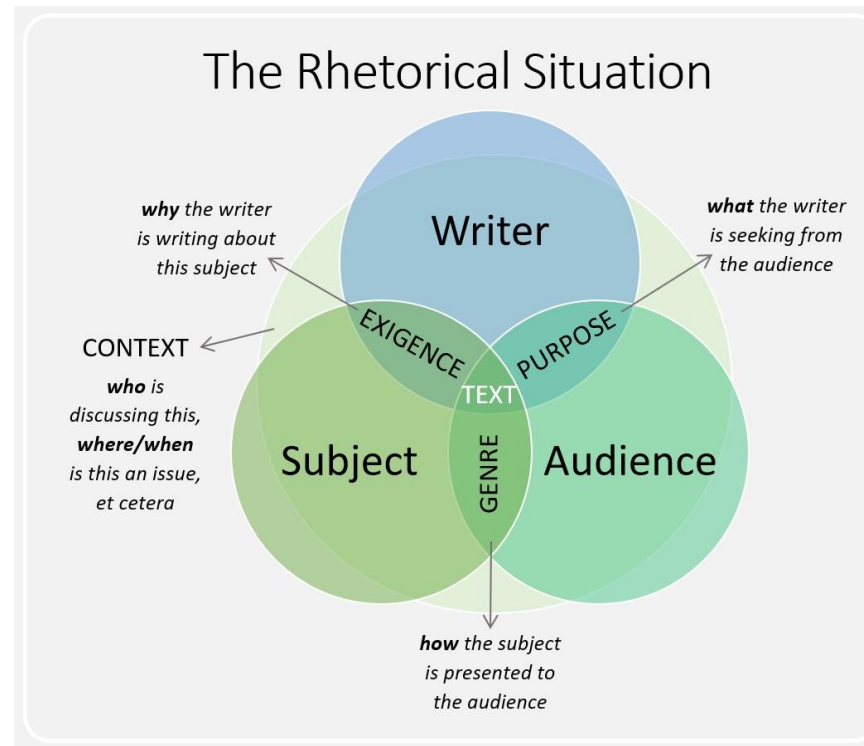 The Rhetorical Situation
why the writer
is writing about
this subject
what the writer
is seeking from
the audience
Writer
EXIGENCE
PURPOSE
TEXT
CONTEXT
who is
discussing this,
where/when
is this an issue,
et cetera
Subject
GENRE
Audience
how the subject
is presented to
the audience